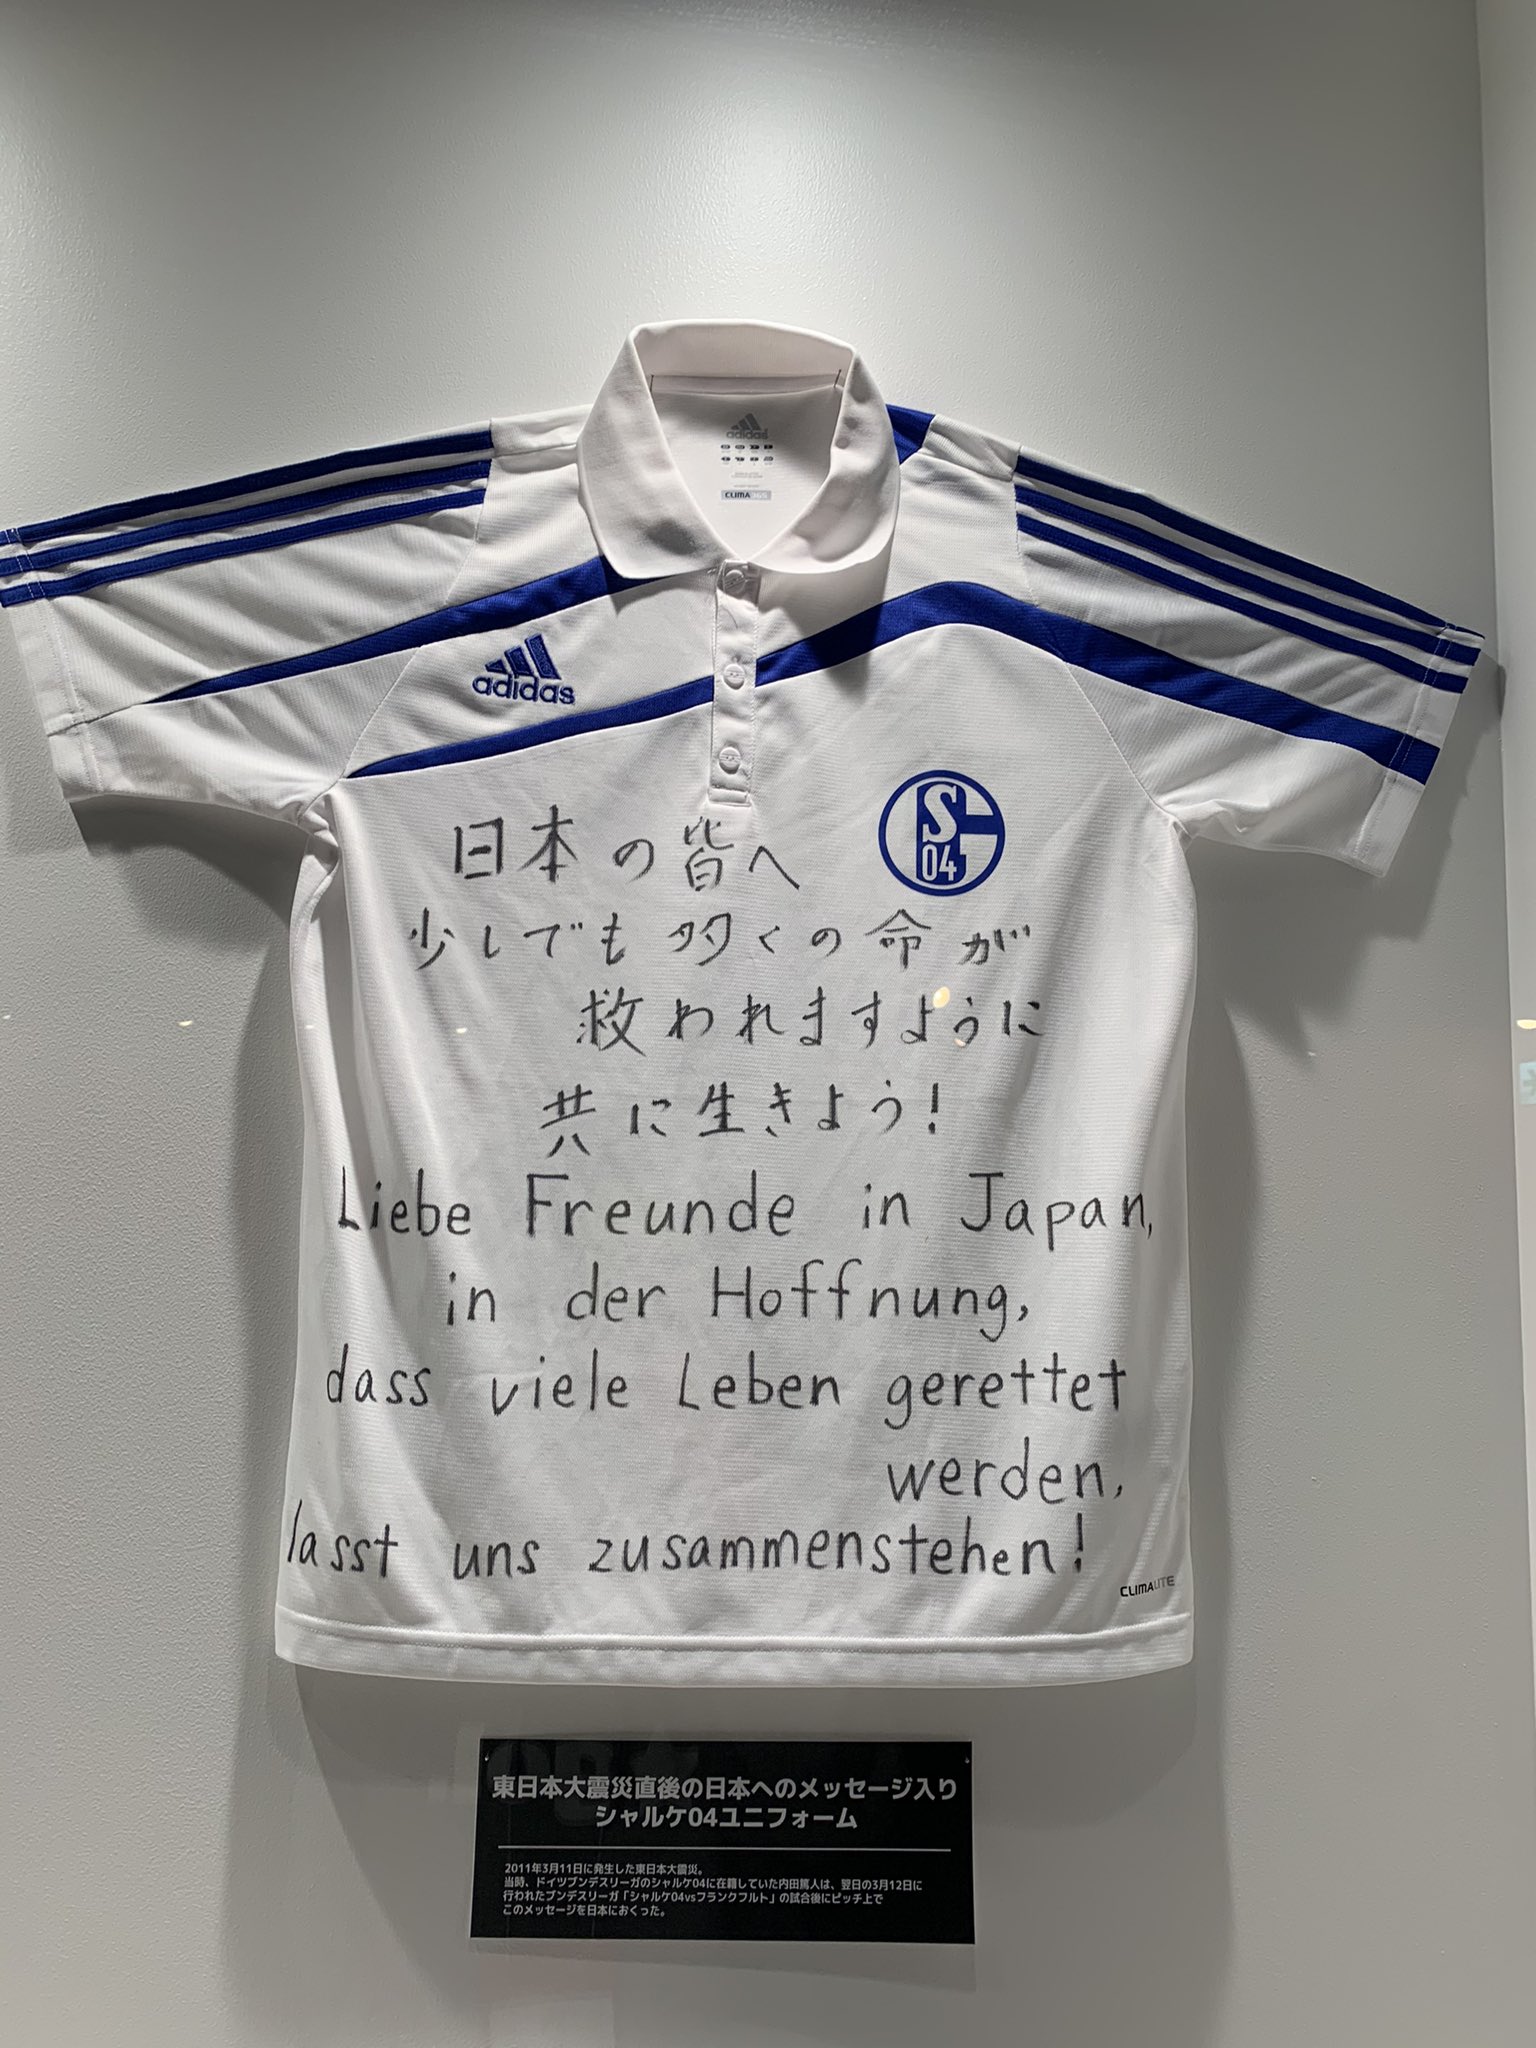 adidas
CLIMA365
adidas
S
04
日本の皆へ
少しでも多くの命が
救われますように
共に生きよう!
Liebe Freunde in Japan,
in der Hoffnung,
dass viele Leben gerettet
werden,
lasst uns zusammenstehen!
CLIMALITE
東日本大震災直後の日本へのメッセージ入り
シャルケ04ユニフォーム
2011年3月11日に発生した東日本大震災。
当時、ドイツブンデスリーガのシャルケ04に在籍していた内田篤人は、翌日の3月12日に
行われたブンデスリーガ「シャルケ04vsフランクフルト」の試合後にピッチ上で
このメッセージを日本におくった。